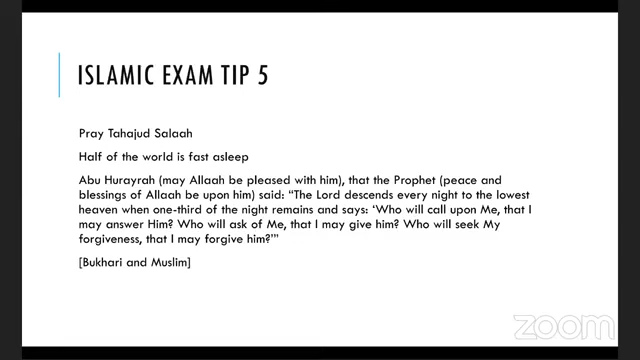 ISLAMIC EXAM TIP 5
Pray Tahajud Salaah
Half of the world is fast asleep
Abu Hurayrah (may Allaah be pleased with him), that the Prophet (peace and
blessings of Allaah be upon him) said: “The Lord descends every night to the lowest
heaven when one-third of the night remains and says: ‘Who will call upon Me, that I
may answer Him? Who will ask of Me, that I may give him? Who will seek My
forgiveness, that I may forgive him?’”
[Bukhari and Muslim]
zoom